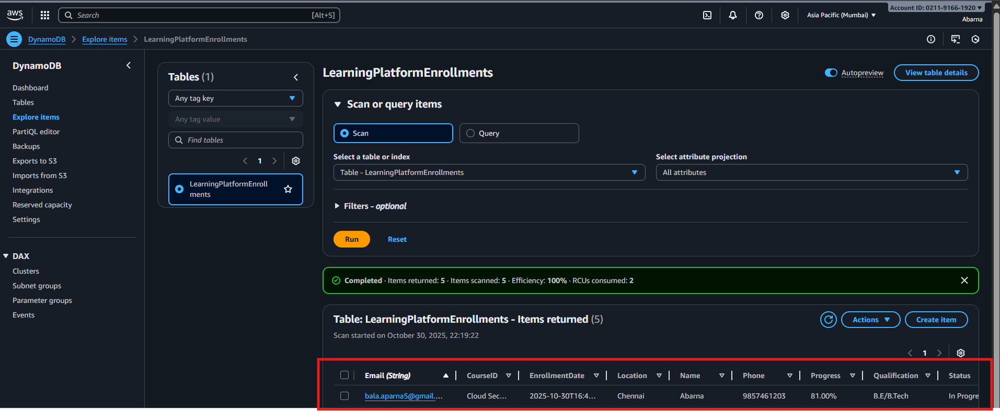 aws
Search [Alt+S]
Asia Pacific (Mumbai)
Account ID: 0211-9166-1920
Abarna
DynamoDB > Explore items > LearningPlatformEnrollments
DynamoDB
Dashboard
Tables
Explore items
PartiQL editor
Backups
Exports to S3
Imports from S3
Integrations
Reserved capacity
Settings
DAX
Clusters
Subnet groups
Parameter groups
Events
Tables (1)
Any tag key
Any tag value
Find tables
1
LearningPlatformEnroll
ments
LearningPlatformEnrollments
Autopreview
View table details
Scan or query items
Scan
Query
Select a table or index
Table - LearningPlatformEnrollments
Select attribute projection
All attributes
Filters - optional
Run
Reset
Completed · Items returned: 5 · Items scanned: 5 · Efficiency: 100% · RCUs consumed: 2
Table: LearningPlatformEnrollments - Items returned (5)
Scan started on October 30, 2025, 22:19:22
Actions
Create item
1
Email (String) CourseID EnrollmentDate Location Name Phone Progress Qualification Status
bala.aparna5@gmail.... Cloud Sec... 2025-10-30T16:4... Chennai Abarna 9857461203 81.00% B.E/B.Tech In Progre